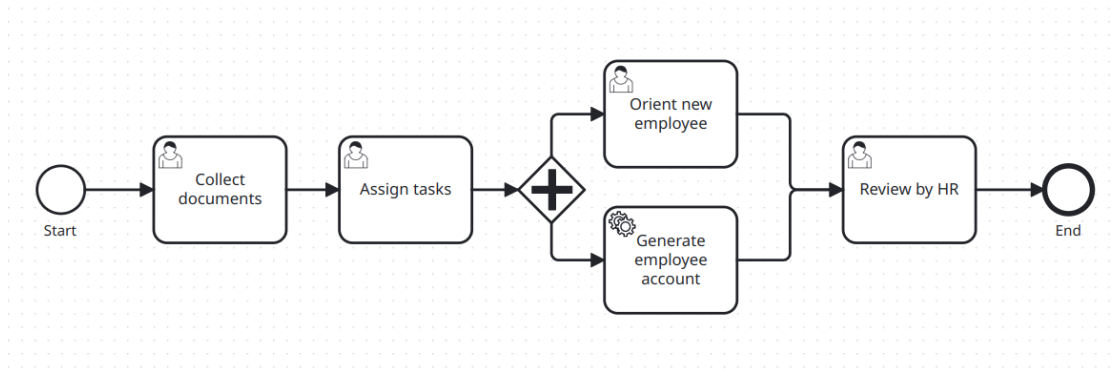 Start
Collect
documents
Assign tasks
Orient new
employee
Generate
employee
account
Review by HR
End